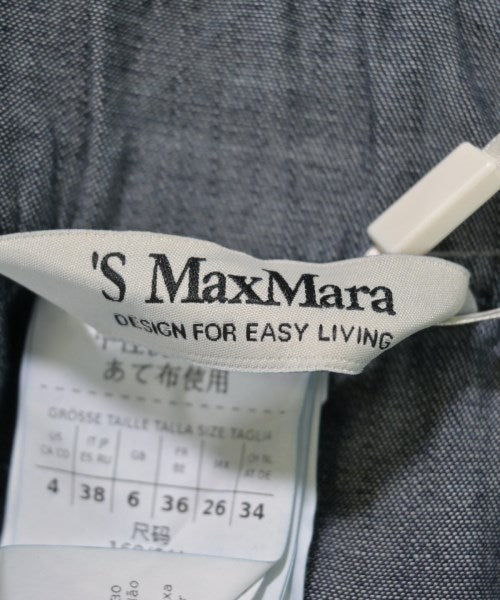 'S MaxMara
DESIGN FOR EASY LIVING
あて布使用
GRÖSSE TAILLE TALLA SIZE TAGLIA
US IT JP GB FR MX CH NL
CA CO ES RU BE AT DE
4 38 6 36 26 34
尺码